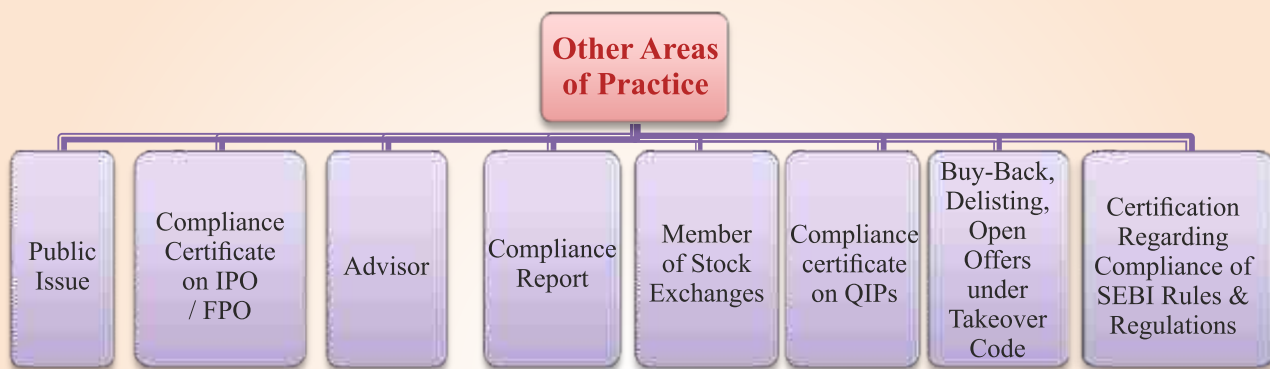 Other Areas
of Practice
Public
Issue
Compliance
Certificate
on IPO
/ FPO
Advisor
Compliance
Report
Member
of Stock
Exchanges
Compliance
certificate
on QIPs
Buy-Back,
Delisting,
Open
Offers
under
Takeover
Code
Certification
Regarding
Compliance of
SEBI Rules &
Regulations